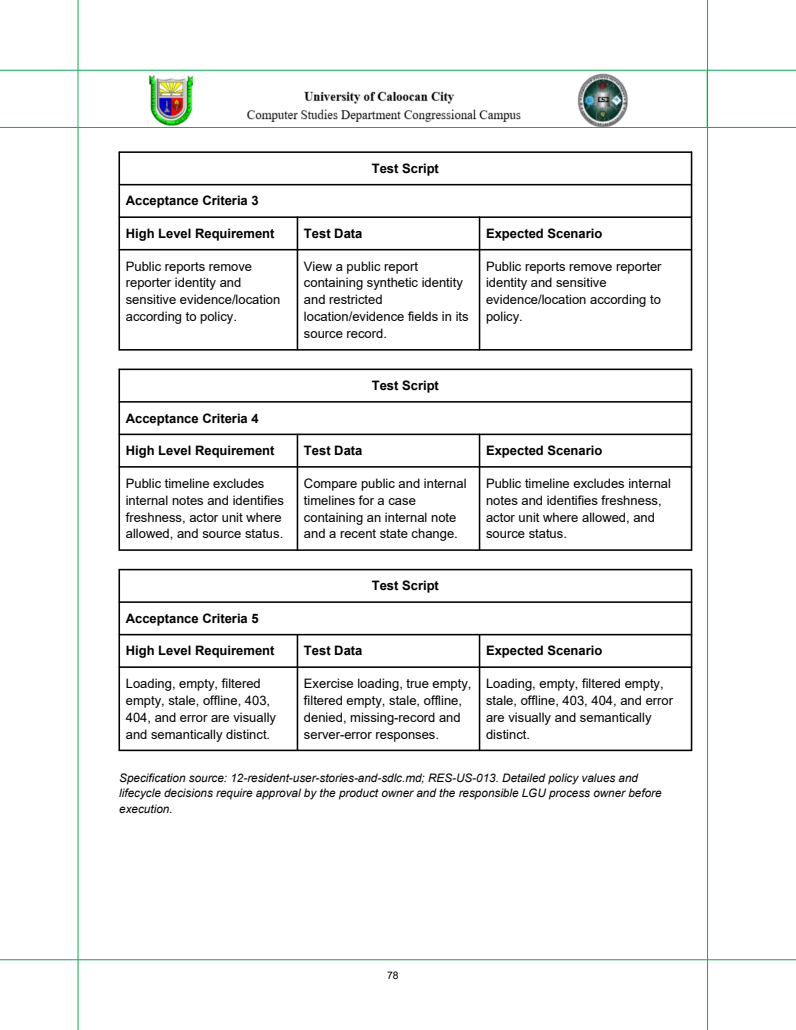 University of Caloocan City
Computer Studies Department Congressional Campus
Test Script
Acceptance Criteria 3
High Level Requirement
Test Data
Expected Scenario
Public reports remove
reporter identity and
sensitive evidence/location
according to policy.
View a public report
containing synthetic identity
and restricted
location/evidence fields in its
source record.
Public reports remove reporter
identity and sensitive
evidence/location according to
policy.
Test Script
Acceptance Criteria 4
High Level Requirement
Test Data
Expected Scenario
Public timeline excludes
internal notes and identifies
freshness, actor unit where
allowed, and source status.
Compare public and internal
timelines for a case
containing an internal note
and a recent state change.
Public timeline excludes internal
notes and identifies freshness,
actor unit where allowed, and
source status.
Test Script
Acceptance Criteria 5
High Level Requirement
Test Data
Expected Scenario
Loading, empty, filtered
empty, stale, offline, 403,
404, and error are visually
and semantically distinct.
Exercise loading, true empty,
filtered empty, stale, offline,
denied, missing-record and
server-error responses.
Loading, empty, filtered empty,
stale, offline, 403, 404, and error
are visually and semantically
distinct.
Specification source: 12-resident-user-stories-and-sdlc.md; RES-US-013. Detailed policy values and
lifecycle decisions require approval by the product owner and the responsible LGU process owner before
execution.
78